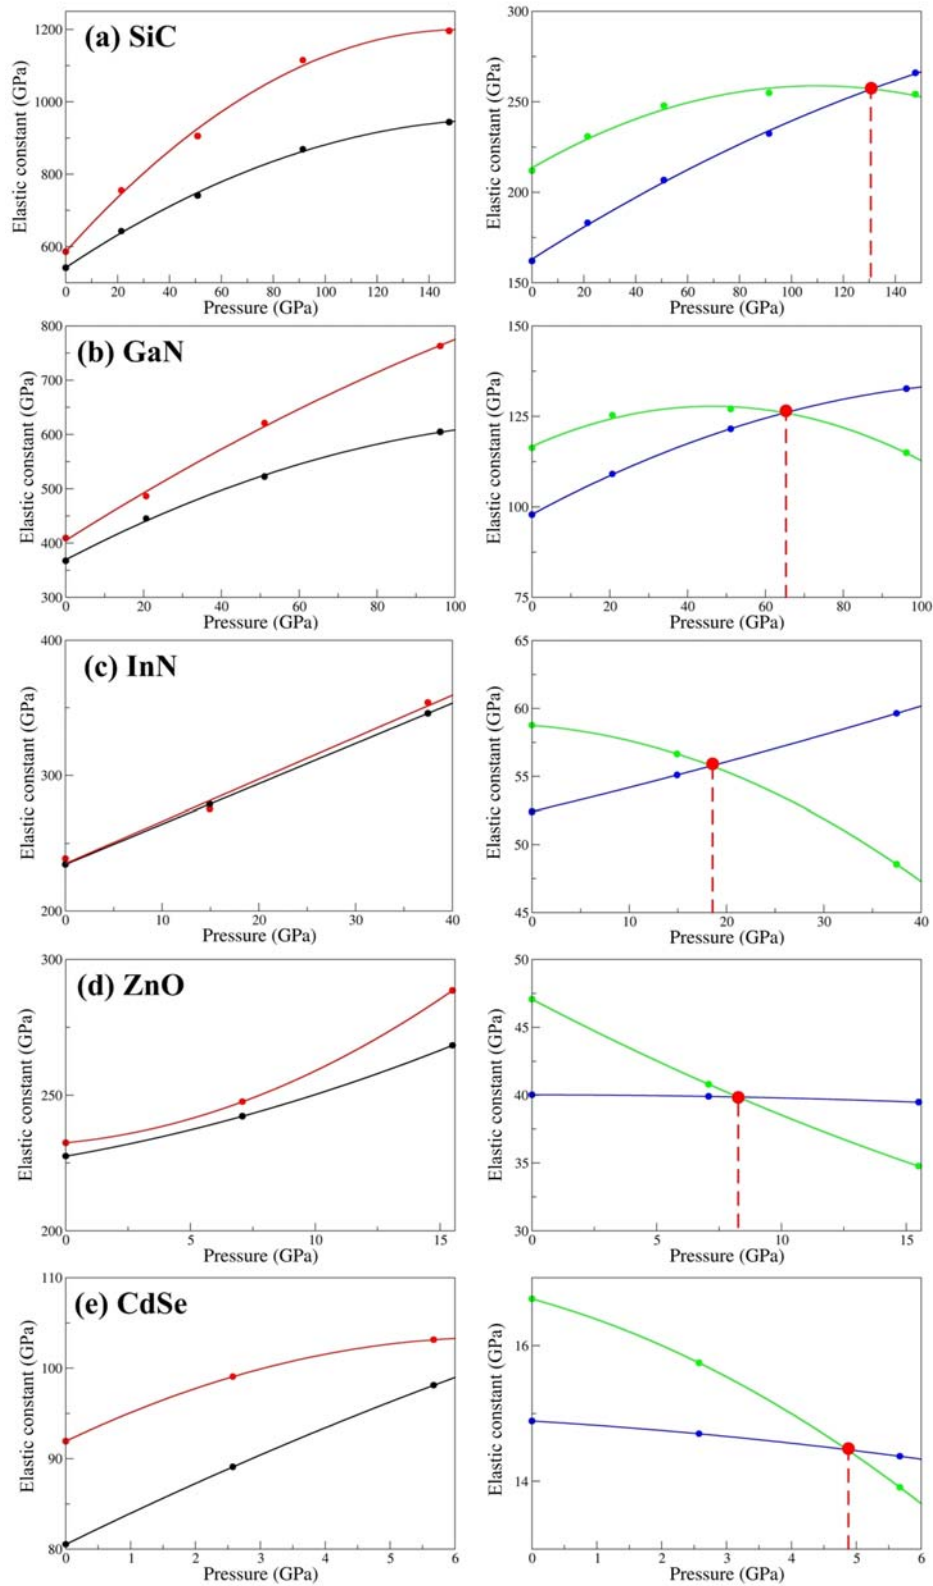 (a) SiC
Elastic constant (GPa)
1200
1000
800
600
0 20 40 60 80 100 120 140
Pressure (GPa)
Elastic constant (GPa)
300
250
200
150
0 20 40 60 80 100 120 140
Pressure (GPa)
(b) GaN
Elastic constant (GPa)
800
700
600
500
400
300
0 20 40 60 80 100
Pressure (GPa)
Elastic constant (GPa)
150
125
100
75
0 20 40 60 80 100
Pressure (GPa)
(c) InN
Elastic constant (GPa)
400
300
200
0 10 20 30 40
Pressure (GPa)
Elastic constant (GPa)
65
60
55
50
45
0 10 20 30 40
Pressure (GPa)
(d) ZnO
Elastic constant (GPa)
300
250
200
0 5 10 15
Pressure (GPa)
Elastic constant (GPa)
50
45
40
35
30
0 5 10 15
Pressure (GPa)
(e) CdSe
Elastic constant (GPa)
110
100
90
80
0 1 2 3 4 5 6
Pressure (GPa)
Elastic constant (GPa)
16
14
0 1 2 3 4 5 6
Pressure (GPa)